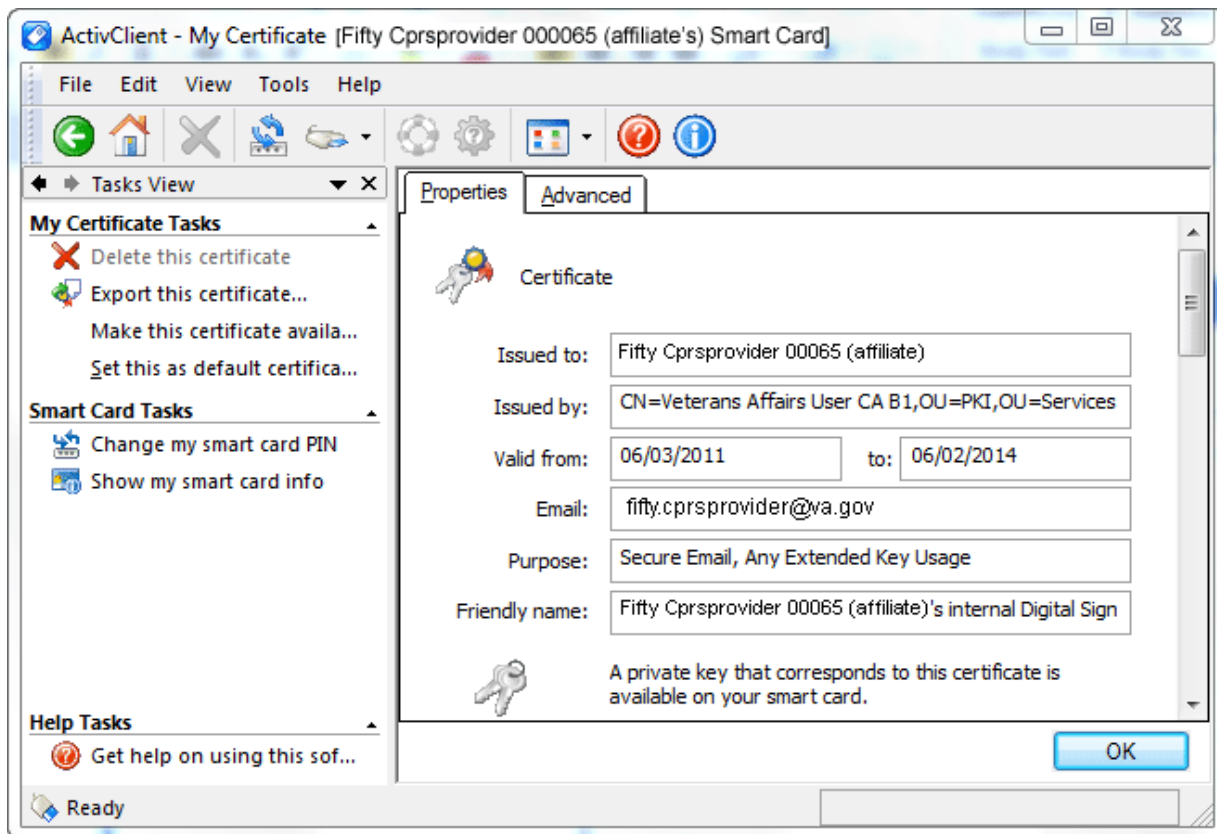 ActivClient - My Certificate [Fifty Cprsprovider 000065 (affiliate's) Smart Card]
File Edit View Tools Help
Tasks View
My Certificate Tasks
Delete this certificate
Export this certificate...
Make this certificate availa...
Set this as default certifica...
Smart Card Tasks
Change my smart card PIN
Show my smart card info
Help Tasks
Get help on using this sof...
Properties Advanced
Certificate
Issued to: Fifty Cprsprovider 00065 (affiliate)
Issued by: CN=Veterans Affairs User CA B1,OU=PKI,OU=Services
Valid from: 06/03/2011 to: 06/02/2014
Email: fifty.cprsprovider@va.gov
Purpose: Secure Email, Any Extended Key Usage
Friendly name: Fifty Cprsprovider 00065 (affiliate)'s internal Digital Sign
A private key that corresponds to this certificate is
available on your smart card.
OK
Ready